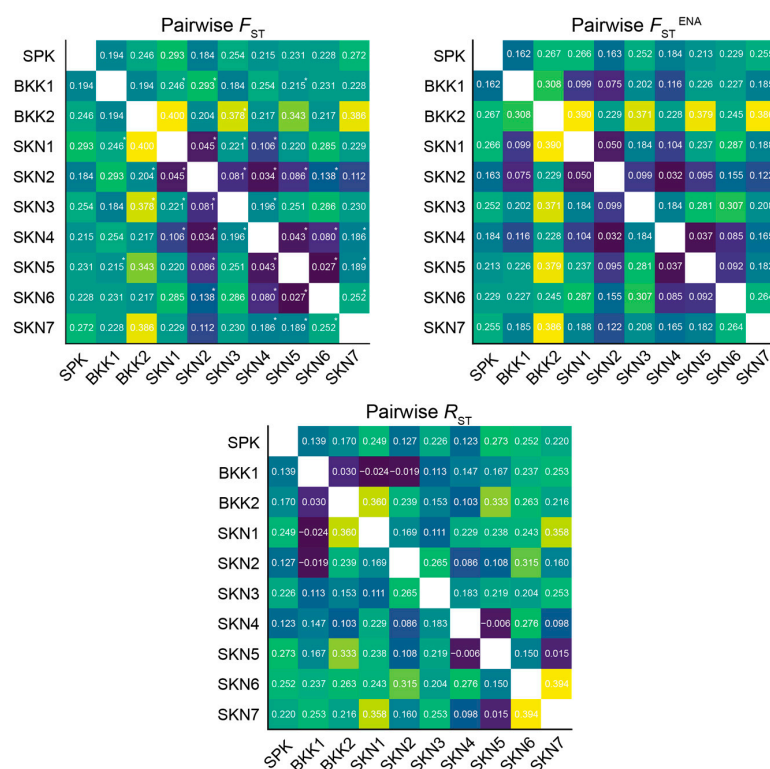 Pairwise F_ST
SPK 0.194 0.246 0.293 0.184 0.254 0.215 0.231 0.228 0.272
BKK1 0.194 0.194 0.246* 0.293* 0.184 0.254 0.215* 0.231 0.228
BKK2 0.246 0.194 0.400 0.204 0.378* 0.217 0.343 0.217 0.386
SKN1 0.293 0.246* 0.400 0.045* 0.221* 0.106* 0.220 0.285 0.229
SKN2 0.184 0.293 0.204* 0.045* 0.081* 0.034* 0.086* 0.138* 0.112
SKN3 0.254 0.184 0.378* 0.221* 0.081* 0.196* 0.251 0.286 0.230
SKN4 0.215 0.254 0.217 0.106* 0.034* 0.196* 0.043* 0.080* 0.186*
SKN5 0.231 0.215* 0.343 0.220 0.086* 0.251 0.043* 0.027* 0.189*
SKN6 0.228 0.231 0.217 0.285 0.138* 0.286 0.080* 0.027* 0.252*
SKN7 0.272 0.228 0.386 0.229 0.112 0.230 0.186* 0.189* 0.252*
SPK BKK1 BKK2 SKN1 SKN2 SKN3 SKN4 SKN5 SKN6 SKN7
Pairwise F_ST^ENA
SPK 0.162 0.267 0.266 0.163 0.252 0.184 0.213 0.229 0.255
BKK1 0.162 0.308 0.099 0.075 0.202 0.116 0.226 0.227 0.185
BKK2 0.267 0.308 0.390 0.229 0.371 0.228 0.379 0.245 0.386
SKN1 0.266 0.099 0.390 0.050 0.184 0.104 0.237 0.287 0.188
SKN2 0.163 0.075 0.229 0.050 0.099 0.032 0.095 0.155 0.122
SKN3 0.252 0.202 0.371 0.184 0.099 0.184 0.281 0.307 0.208
SKN4 0.184 0.116 0.228 0.104 0.032 0.184 0.037 0.085 0.165
SKN5 0.213 0.226 0.379 0.237 0.095 0.281 0.037 0.092 0.182
SKN6 0.229 0.227 0.245 0.287 0.155 0.307 0.085 0.092 0.264
SKN7 0.255 0.185 0.386 0.188 0.122 0.208 0.165 0.182 0.264
SPK BKK1 BKK2 SKN1 SKN2 SKN3 SKN4 SKN5 SKN6 SKN7
Pairwise R_ST
SPK 0.139 0.170 0.249 0.127 0.226 0.123 0.273 0.252 0.220
BKK1 0.139 0.030 −0.024 −0.019 0.113 0.147 0.167 0.237 0.253
BKK2 0.170 0.030 0.360 0.239 0.153 0.103 0.333 0.263 0.216
SKN1 0.249 −0.024 0.360 0.169 0.111 0.229 0.238 0.243 0.358
SKN2 0.127 −0.019 0.239 0.169 0.265 0.086 0.108 0.315 0.160
SKN3 0.226 0.113 0.153 0.111 0.265 0.183 0.219 0.204 0.253
SKN4 0.123 0.147 0.103 0.229 0.086 0.183 −0.006 0.276 0.098
SKN5 0.273 0.167 0.333 0.238 0.108 0.219 −0.006 0.150 0.015
SKN6 0.252 0.237 0.263 0.243 0.315 0.204 0.276 0.150 0.394
SKN7 0.220 0.253 0.216 0.358 0.160 0.253 0.098 0.015 0.394
SPK BKK1 BKK2 SKN1 SKN2 SKN3 SKN4 SKN5 SKN6 SKN7